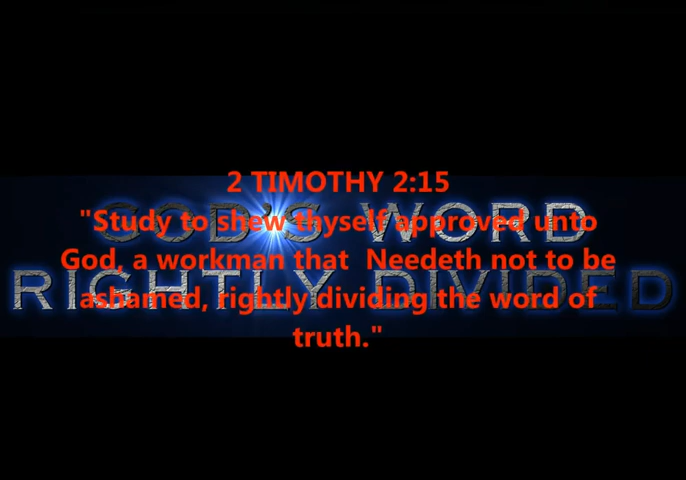 2 TIMOTHY 2:15
GOD'S WORD
"Study to shew thyself approved unto
God, a workman that  Needeth not to be
RIGHTLY DIVIDED
ashamed, rightly dividing the word of
truth."